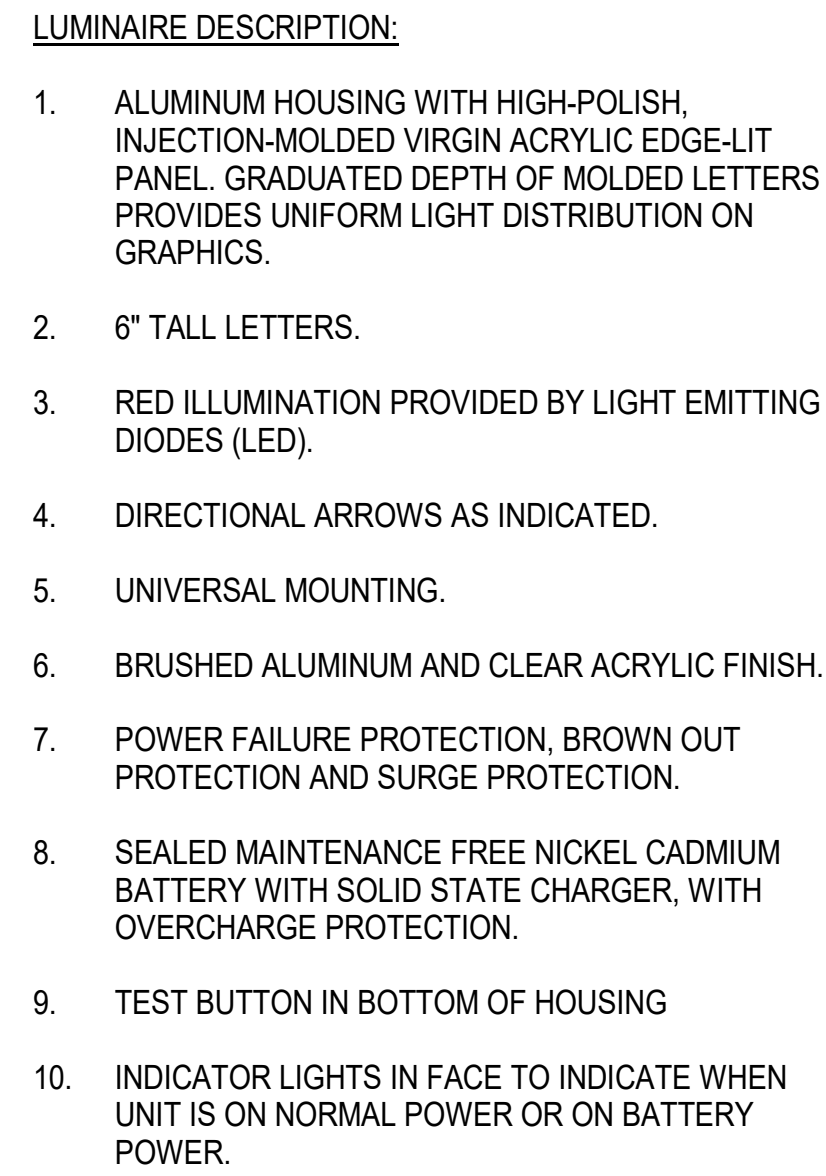 LUMINAIRE DESCRIPTION:
1. ALUMINUM HOUSING WITH HIGH-POLISH,
INJECTION-MOLDED VIRGIN ACRYLIC EDGE-LIT
PANEL. GRADUATED DEPTH OF MOLDED LETTERS
PROVIDES UNIFORM LIGHT DISTRIBUTION ON
GRAPHICS.
2. 6" TALL LETTERS.
3. RED ILLUMINATION PROVIDED BY LIGHT EMITTING
DIODES (LED).
4. DIRECTIONAL ARROWS AS INDICATED.
5. UNIVERSAL MOUNTING.
6. BRUSHED ALUMINUM AND CLEAR ACRYLIC FINISH.
7. POWER FAILURE PROTECTION, BROWN OUT
PROTECTION AND SURGE PROTECTION.
8. SEALED MAINTENANCE FREE NICKEL CADMIUM
BATTERY WITH SOLID STATE CHARGER, WITH
OVERCHARGE PROTECTION.
9. TEST BUTTON IN BOTTOM OF HOUSING
10. INDICATOR LIGHTS IN FACE TO INDICATE WHEN
UNIT IS ON NORMAL POWER OR ON BATTERY
POWER.